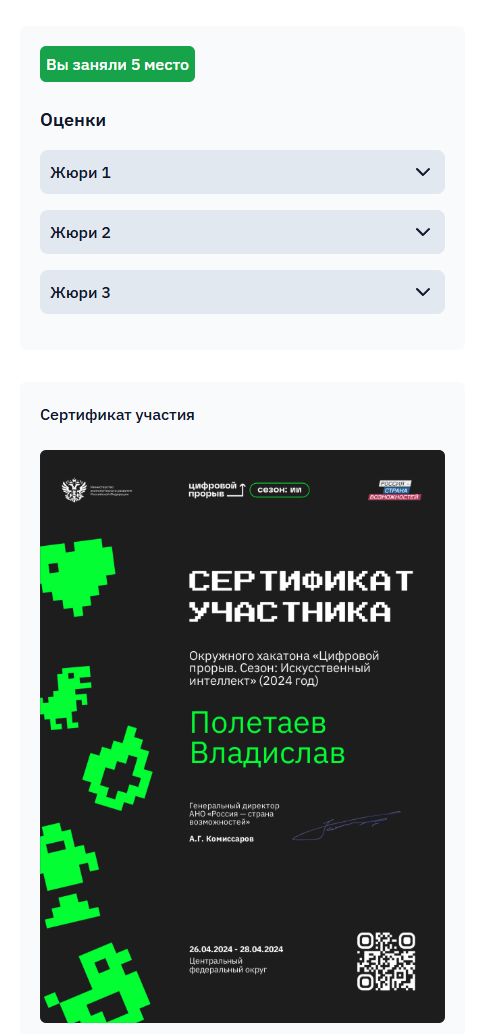 Вы заняли 5 место
Оценки
Жюри 1
Жюри 2
Жюри 3
Сертификат участия
цифровой
прорыв
сезон: ии
РОССИЯ –
СТРАНА
ВОЗМОЖНОСТЕЙ
СЕРТИФИКАТ
УЧАСТНИКА
Окружного хакатона «Цифровой
прорыв. Сезон: Искусственный
интеллект» (2024 год)
Полетаев
Владислав
Генеральный директор
АНО «Россия — страна
возможностей»
А.Г. Комиссаров
26.04.2024 - 28.04.2024
Центральный
федеральный округ